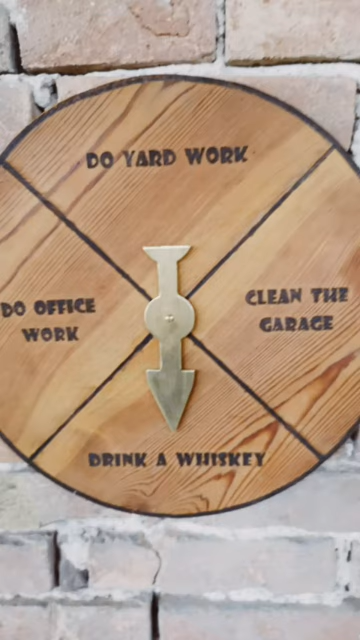 DO YARD WORK
DO OFFICE
WORK
CLEAN THE
GARAGE
DRINK A WHISKEY